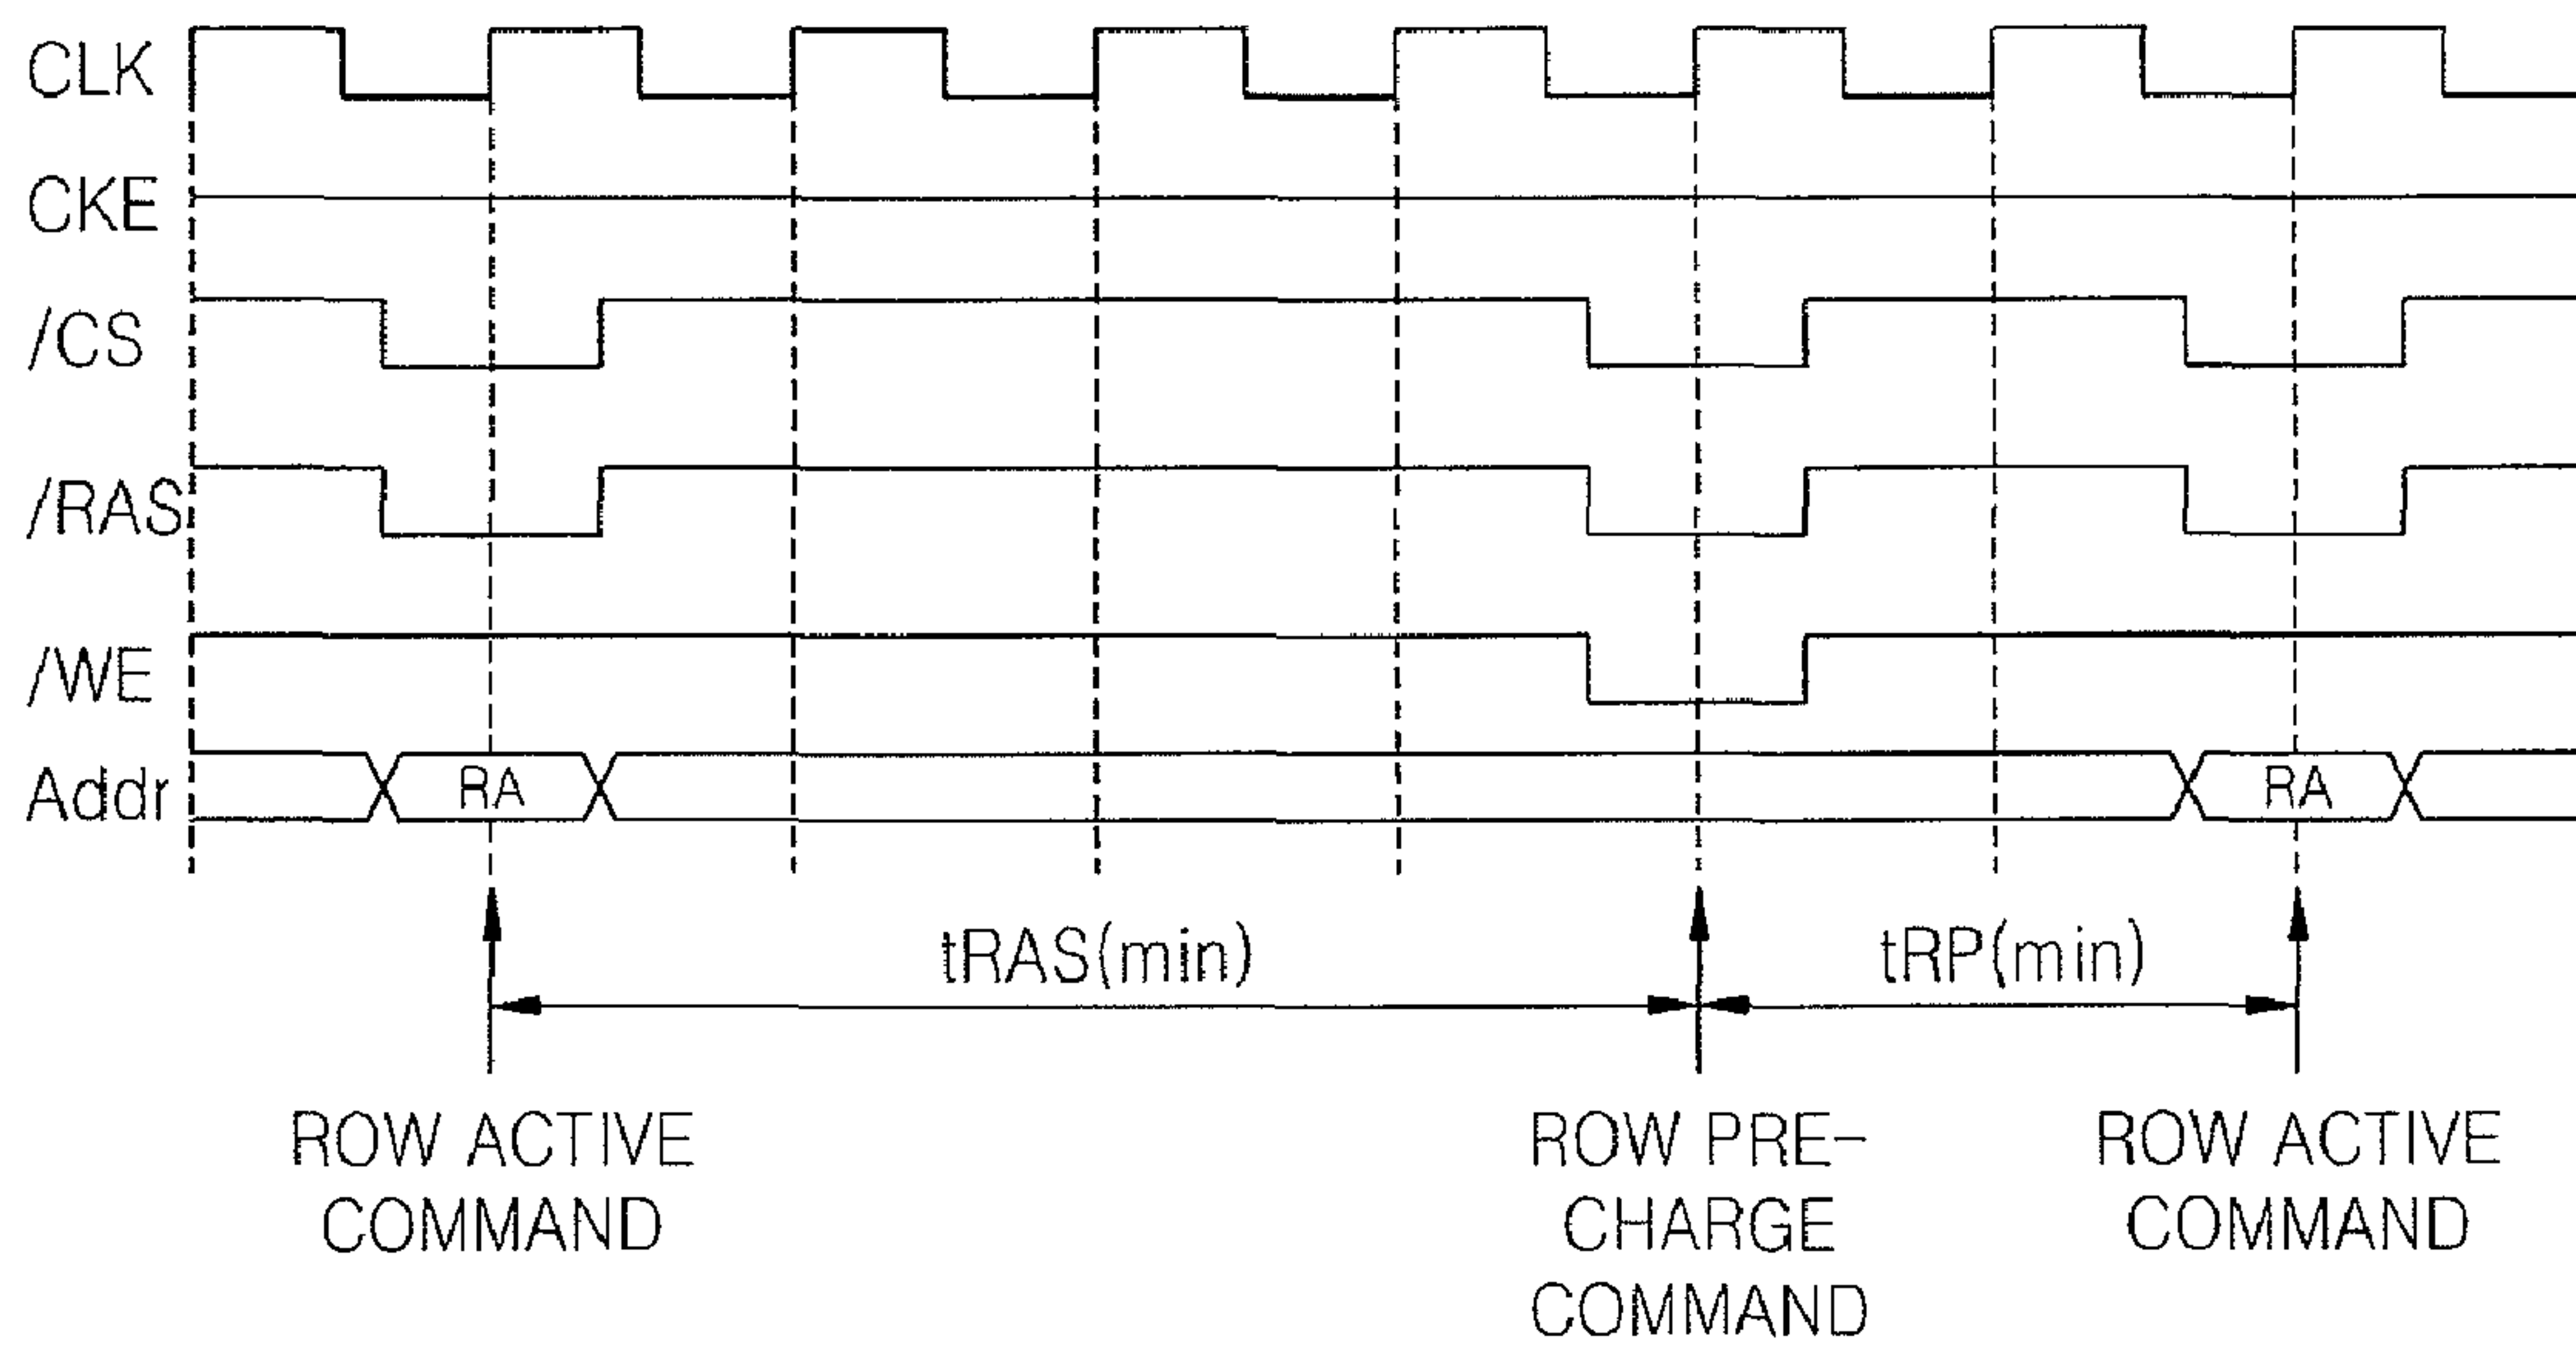 CLK
CKE
/CS
/RAS
/WE
Addr
RA
RA
tRAS(min)
tRP(min)
ROW ACTIVE
COMMAND
ROW PRE-
CHARGE
COMMAND
ROW ACTIVE
COMMAND